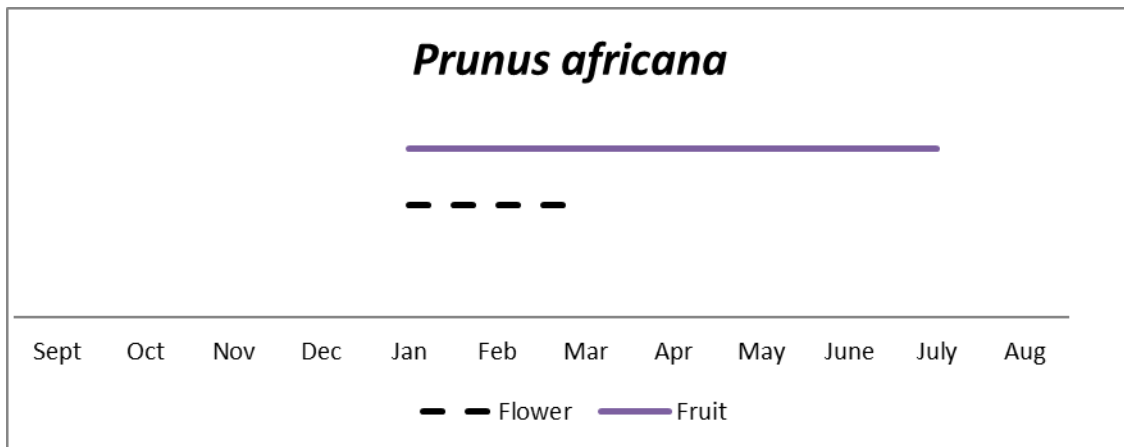 Prunus africana
Sept Oct Nov Dec Jan Feb Mar Apr May June July Aug
Flower Fruit